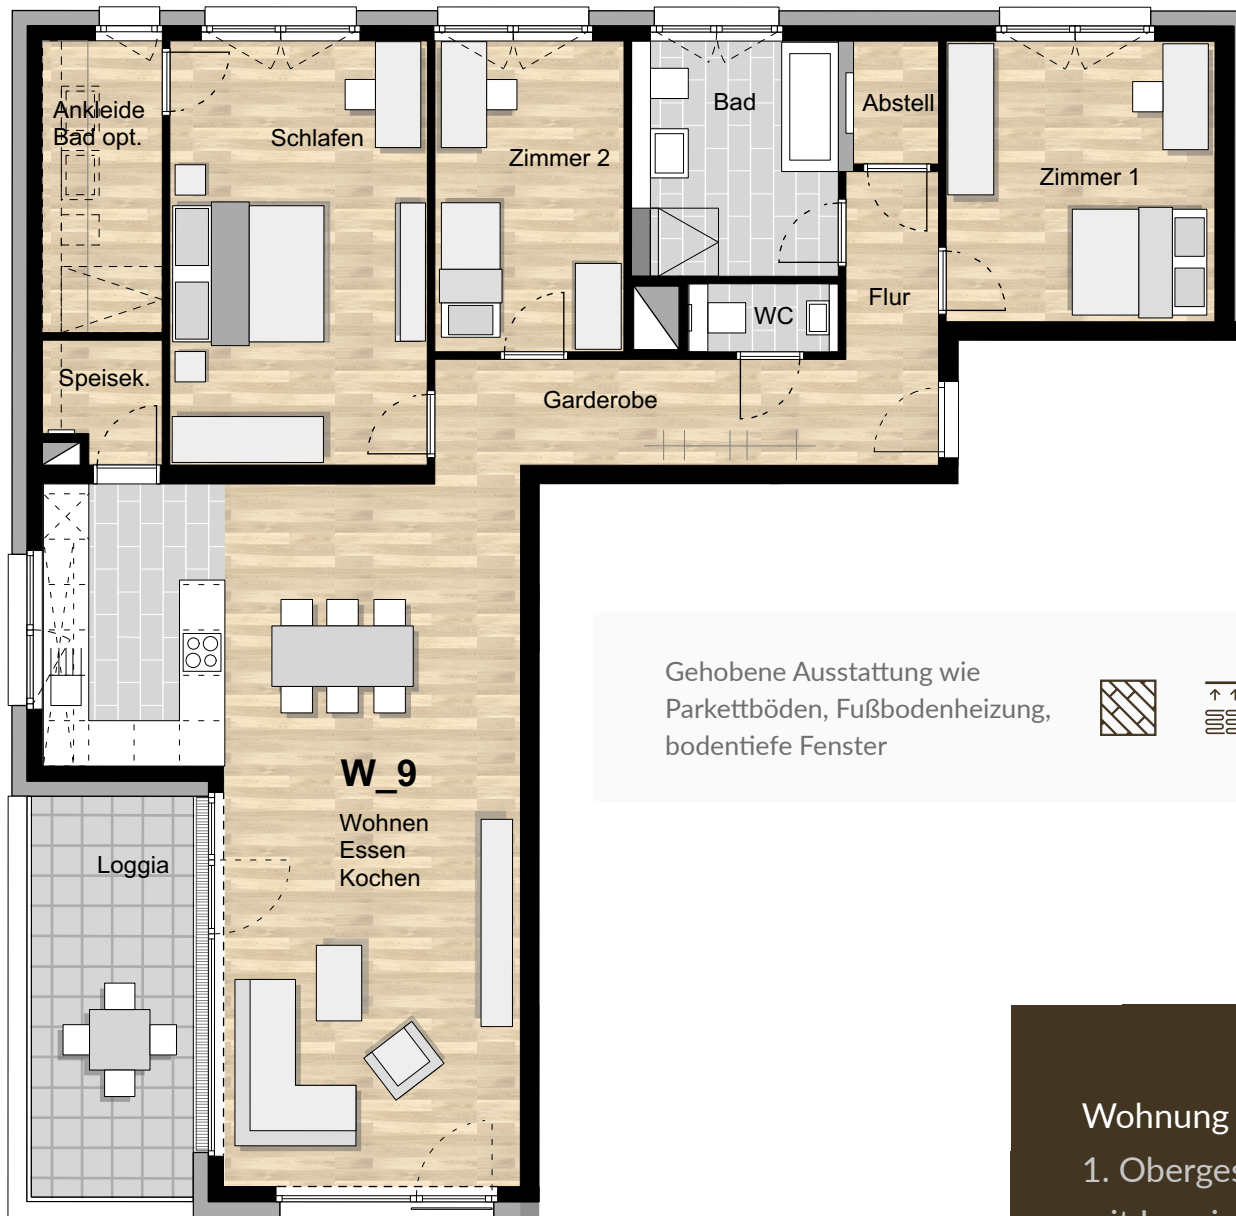 Ankleide
Bad opt.
Schlafen
Zimmer 2
Bad
Abstell
Zimmer 1
Flur
WC
Speisek.
Garderobe
Gehobene Ausstattung wie
Parkettböden, Fußbodenheizung,
bodentiefe Fenster
W_9
Wohnen
Essen
Kochen
Loggia
Wohnung
1. Oberges